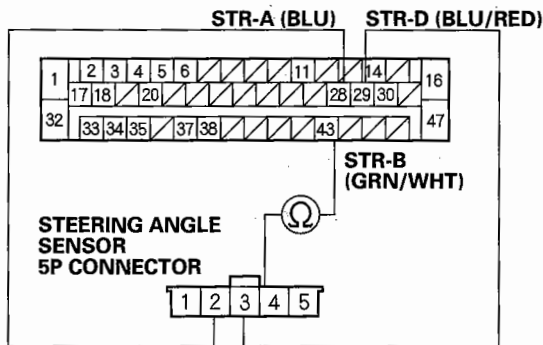 STR-A (BLU) STR-D (BLU/RED)
1 2 3 4 5 6 11 14 16
17 18 20 28 29 30
32 33 34 35 37 38 43 47
STR-B
(GRN/WHT)
Ω
STEERING ANGLE
SENSOR
5P CONNECTOR
1 2 3 4 5